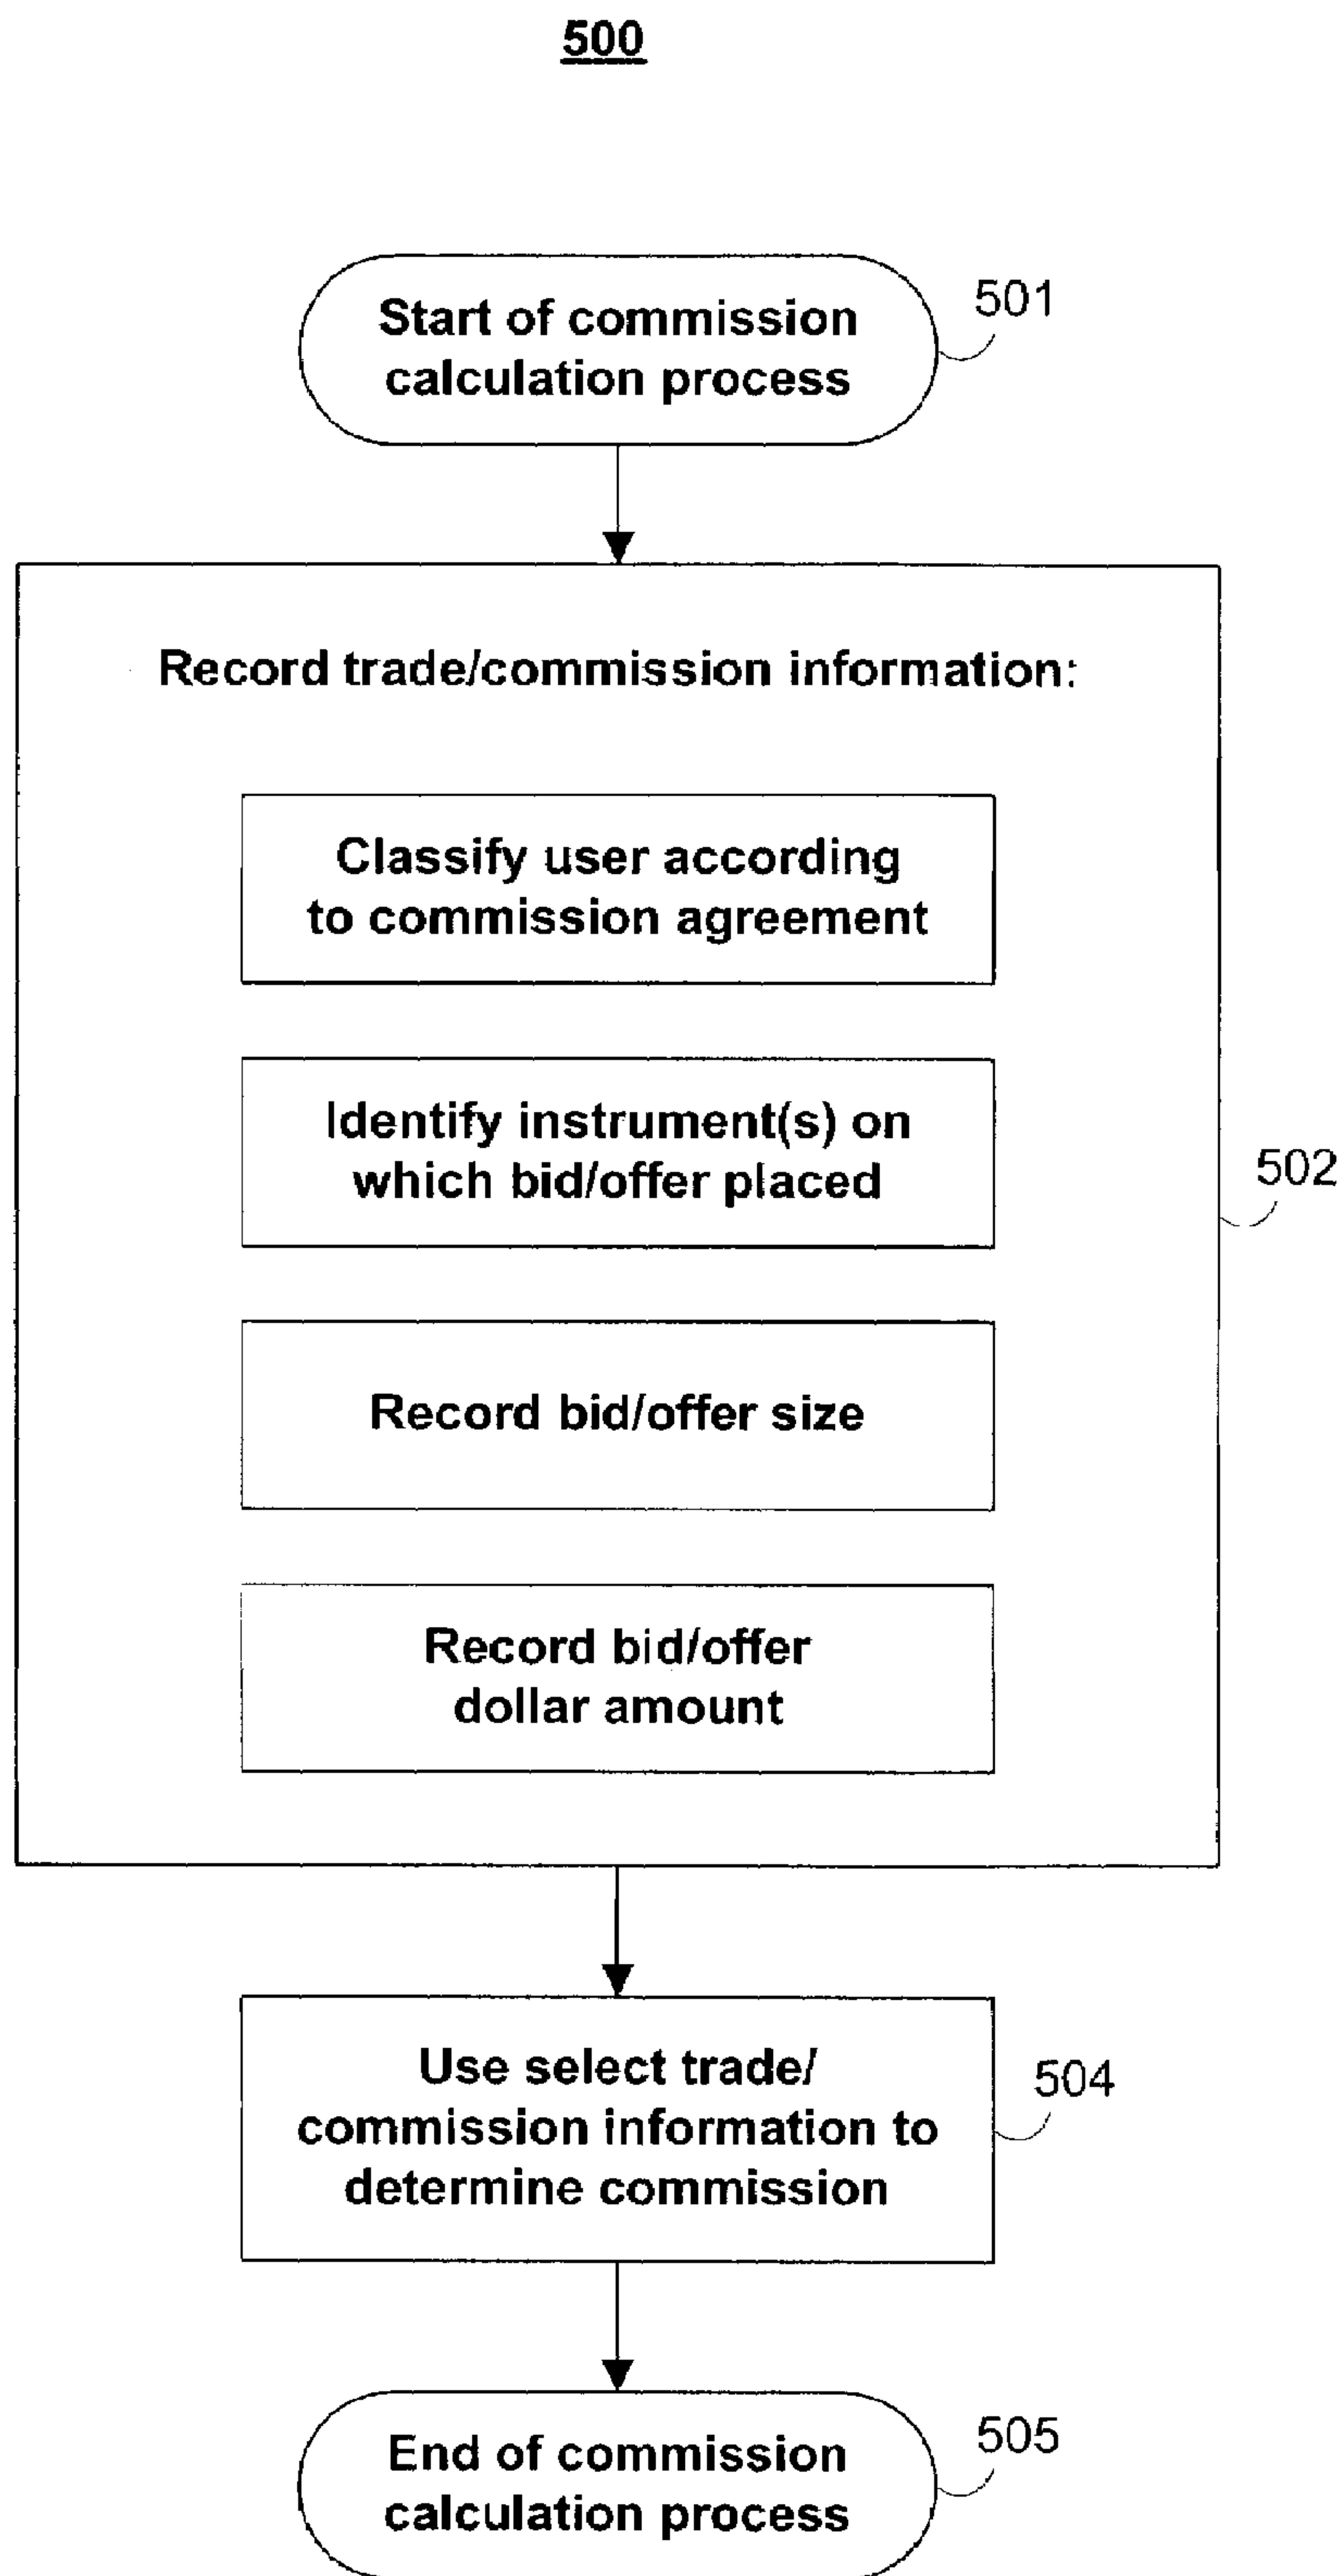 500
Start of commission
calculation process
501
Record trade/commission information:
Classify user according
to commission agreement
Identify instrument(s) on
which bid/offer placed
502
Record bid/offer size
Record bid/offer
dollar amount
Use select trade/
commission information to
determine commission
504
End of commission
calculation process
505